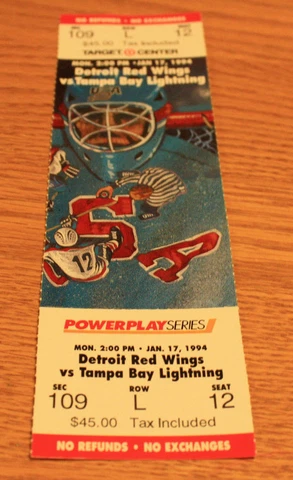 NO REFUNDS • NO EXCHANGES
109 L 12
$45.00 Tax Included
TARGET CENTER
MON. 2:00 PM • JAN. 17, 1994
Detroit Red Wings
vs Tampa Bay Lightning
USA
12
POWERPLAY SERIES
MON. 2:00 PM • JAN. 17, 1994
Detroit Red Wings
vs Tampa Bay Lightning
SEC ROW SEAT
109 L 12
$45.00 Tax Included
NO REFUNDS • NO EXCHANGES